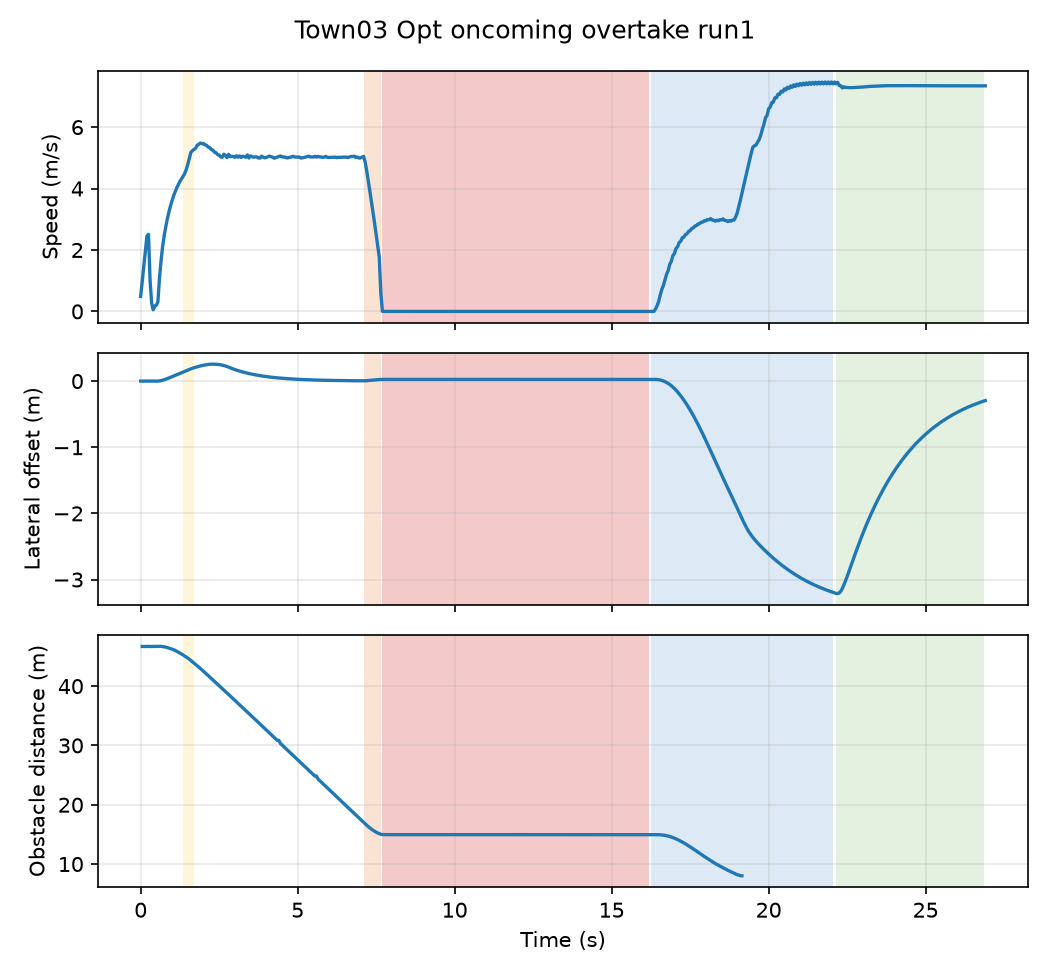 Town03 Opt oncoming overtake run1
Speed (m/s)
6
4
2
0
Lateral offset (m)
0
−1
−2
−3
Obstacle distance (m)
40
30
20
10
0 5 10 15 20 25
Time (s)